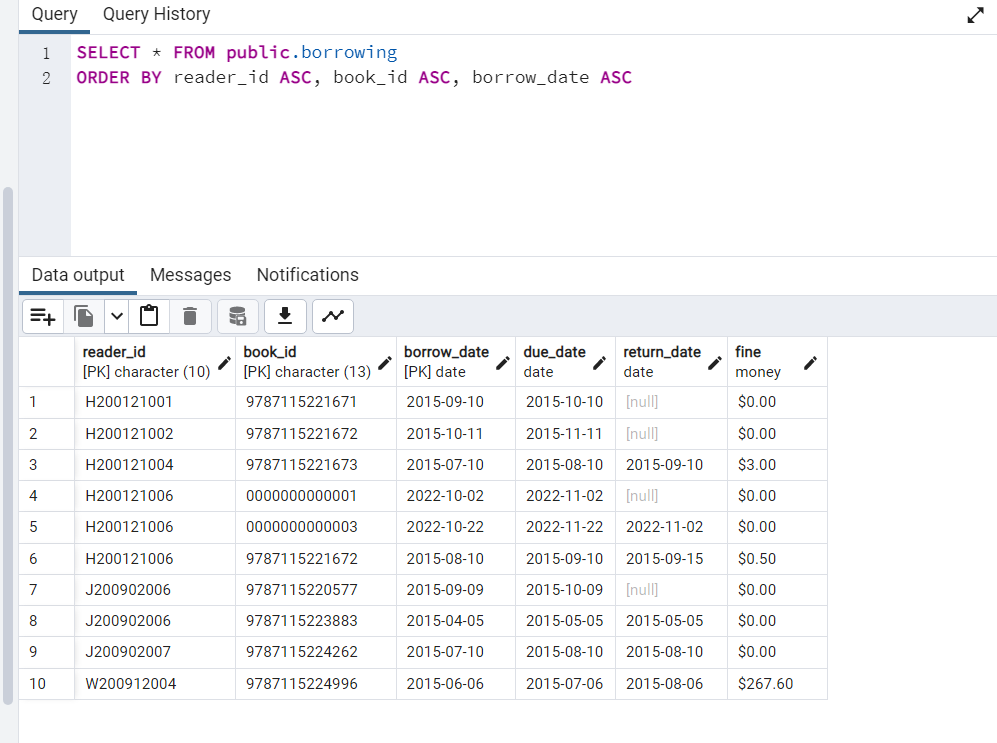 Query Query History
1 SELECT * FROM public.borrowing
2 ORDER BY reader_id ASC, book_id ASC, borrow_date ASC
Data output Messages Notifications
reader_id book_id borrow_date due_date return_date fine
[PK] character (10) [PK] character (13) [PK] date date date money
1 H200121001 9787115221671 2015-09-10 2015-10-10 [null] $0.00
2 H200121002 9787115221672 2015-10-11 2015-11-11 [null] $0.00
3 H200121004 9787115221673 2015-07-10 2015-08-10 2015-09-10 $3.00
4 H200121006 0000000000001 2022-10-02 2022-11-02 [null] $0.00
5 H200121006 0000000000003 2022-10-22 2022-11-22 2022-11-02 $0.00
6 H200121006 9787115221672 2015-08-10 2015-09-10 2015-09-15 $0.50
7 J200902006 9787115220577 2015-09-09 2015-10-09 [null] $0.00
8 J200902006 9787115223883 2015-04-05 2015-05-05 2015-05-05 $0.00
9 J200902007 9787115224262 2015-07-10 2015-08-10 2015-08-10 $0.00
10 W200912004 9787115224996 2015-06-06 2015-07-06 2015-08-06 $267.60